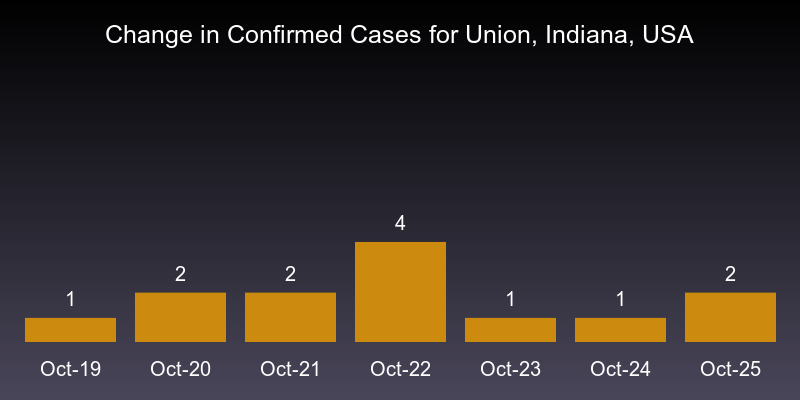 Change in Confirmed Cases for Union, Indiana, USA
4
2 2 2
1 1 1
Oct-19 Oct-20 Oct-21 Oct-22 Oct-23 Oct-24 Oct-25